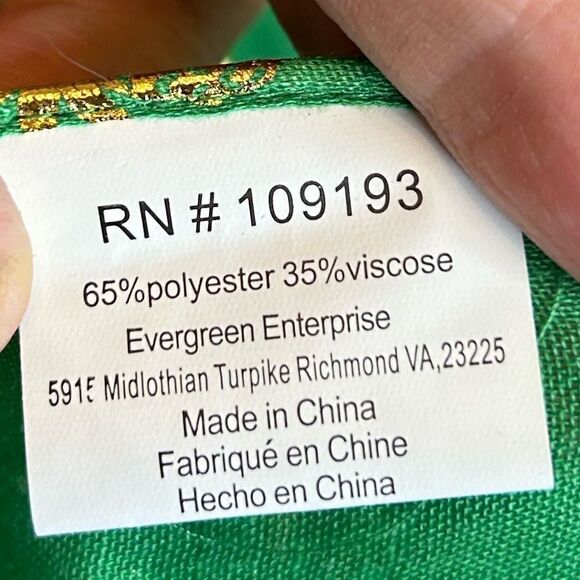 RN # 109193
65%polyester 35%viscose
Evergreen Enterprise
5915 Midlothian Turpike Richmond VA,23225
Made in China
Fabriqué en Chine
Hecho en China